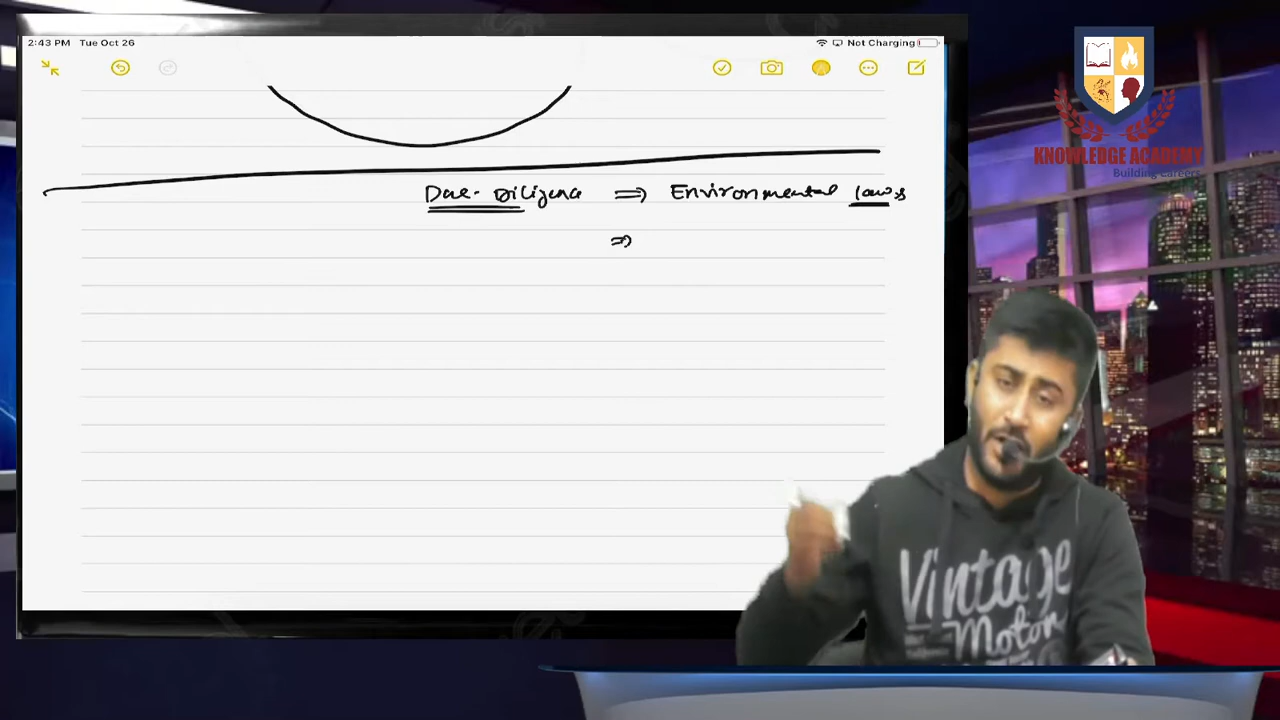 2:43 PM Tue Oct 26
Not Charging
KNOWLEDGE ACADEMY
Building Careers
Due-Diligence ⇒ Environmental laws
⇒
Vintage
Motor